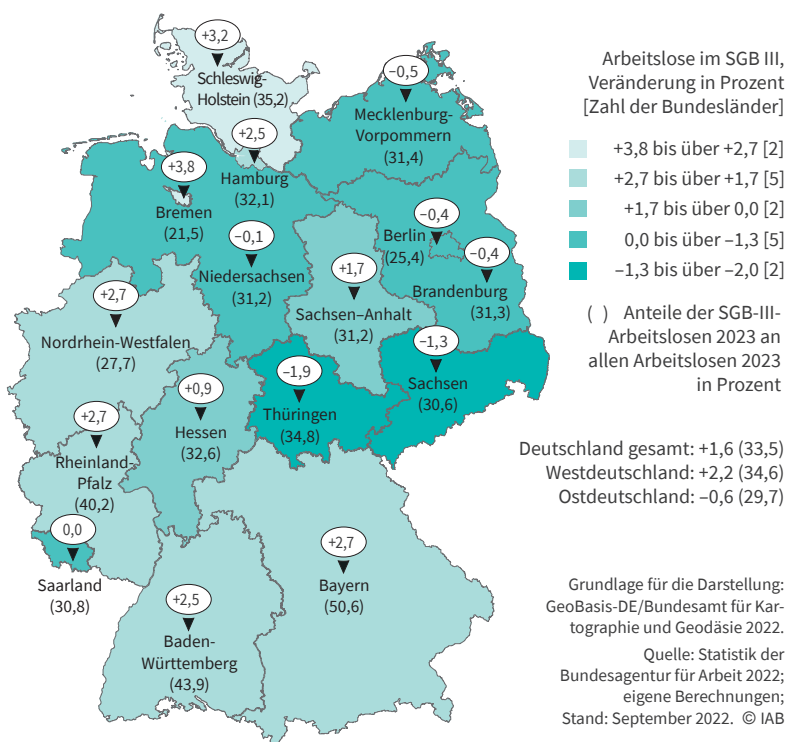 +3,2
Schleswig-
Holstein (35,2)
−0,5
Mecklenburg-
Vorpommern
(31,4)
+2,5
Hamburg
(32,1)
+3,8
Bremen
(21,5)
−0,1
Niedersachsen
(31,2)
−0,4
Berlin
(25,4)
−0,4
Brandenburg
(31,3)
+1,7
Sachsen–Anhalt
(31,2)
+2,7
Nordrhein-Westfalen
(27,7)
−1,3
Sachsen
(30,6)
−1,9
Thüringen
(34,8)
+0,9
Hessen
(32,6)
+2,7
Rheinland-
Pfalz
(40,2)
0,0
Saarland
(30,8)
+2,7
Bayern
(50,6)
+2,5
Baden-
Württemberg
(43,9)
Arbeitslose im SGB III,
Veränderung in Prozent
[Zahl der Bundesländer]
+3,8 bis über +2,7 [2]
+2,7 bis über +1,7 [5]
+1,7 bis über 0,0 [2]
0,0 bis über −1,3 [5]
−1,3 bis über −2,0 [2]
( ) Anteile der SGB-III-
Arbeitslosen 2023 an
allen Arbeitslosen 2023
in Prozent
Deutschland gesamt: +1,6 (33,5)
Westdeutschland: +2,2 (34,6)
Ostdeutschland: −0,6 (29,7)
Grundlage für die Darstellung:
GeoBasis-DE/Bundesamt für Kar-
tographie und Geodäsie 2022.
Quelle: Statistik der
Bundesagentur für Arbeit 2022;
eigene Berechnungen;
Stand: September 2022. © IAB